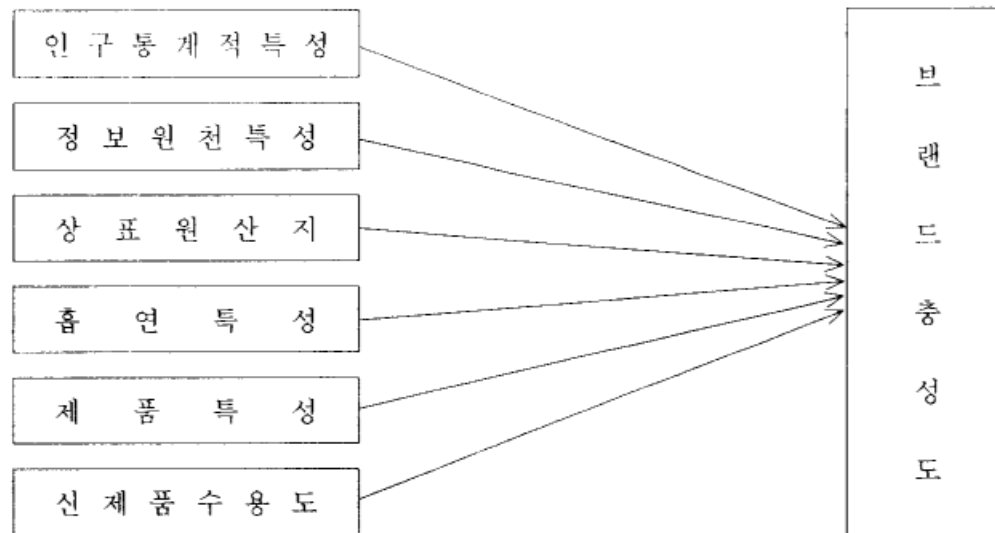 인 구 통 계 적 특 성
정 보 원 천 특 성
상 표 원 산 지
흡 연 특 성
제 품 특 성
신 제 품 수 용 도
브
랜
드
충
성
도